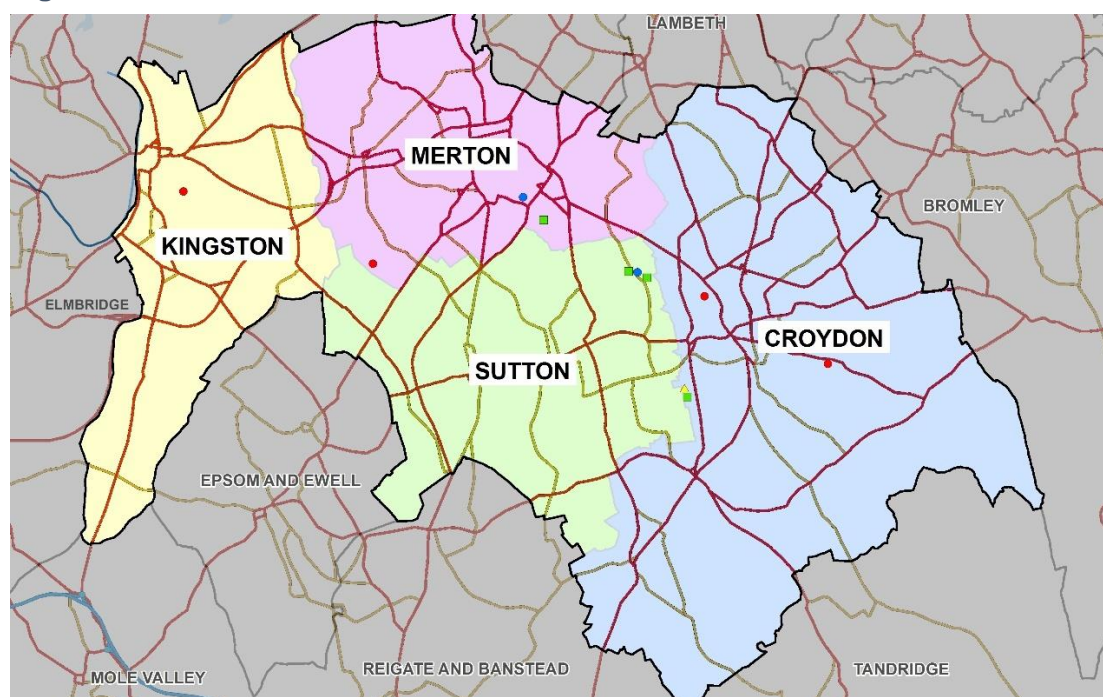 LAMBETH
MERTON
BROMLEY
KINGSTON
ELMBRIDGE
CROYDON
SUTTON
EPSOM AND EWELL
REIGATE AND BANSTEAD
TANDRIDGE
MOLE VALLEY